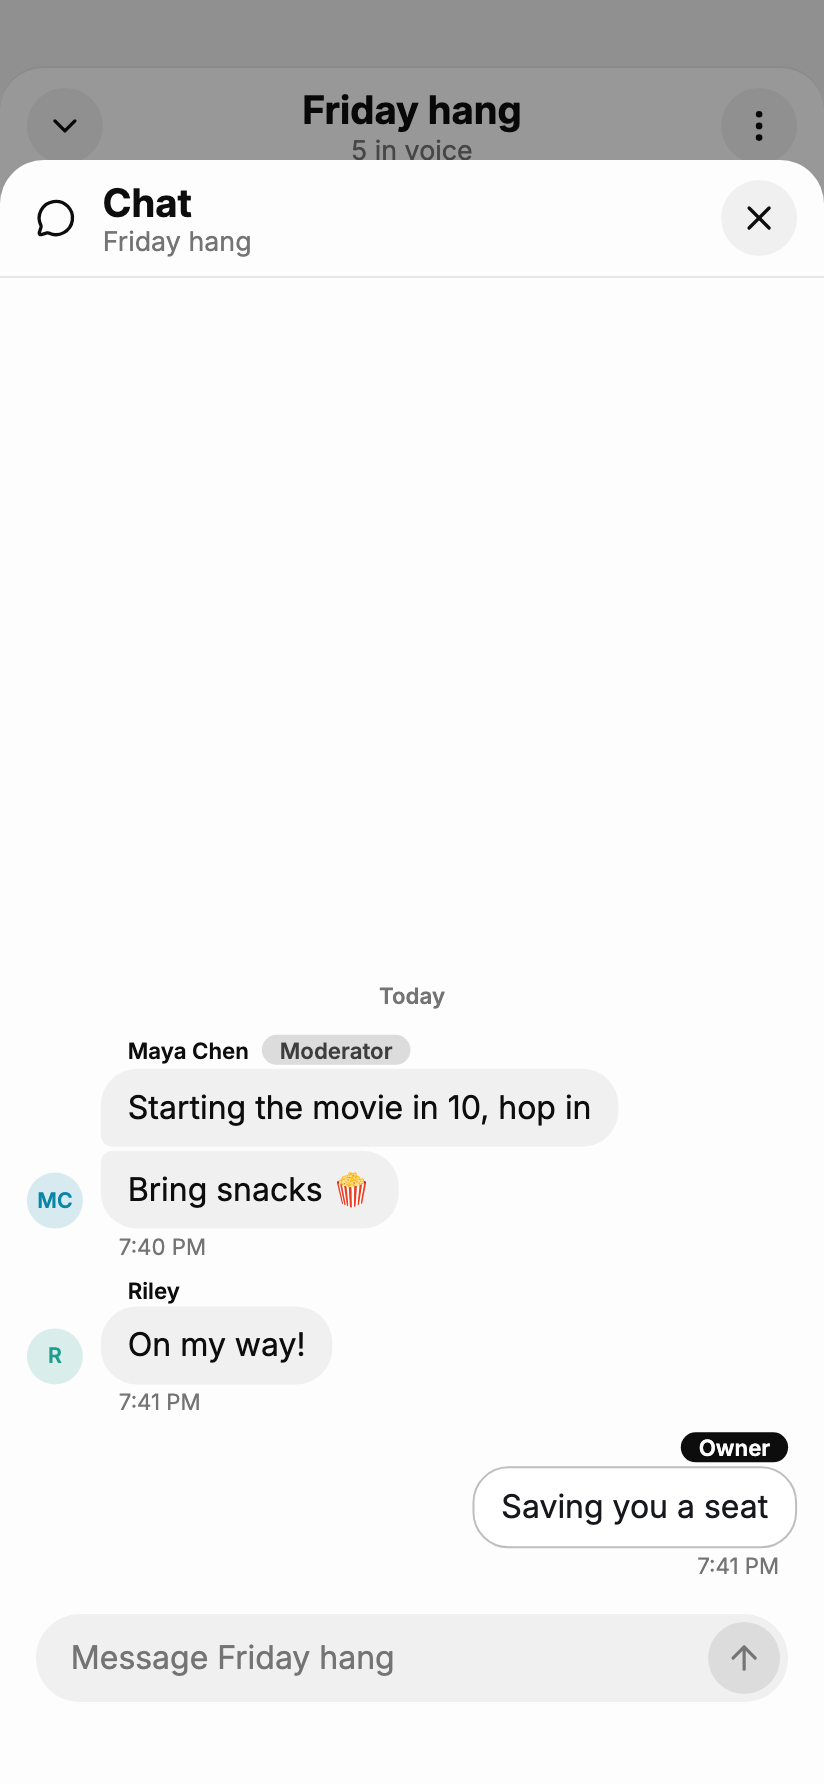 Friday hang
5 in voice
Chat
Friday hang
Today
Maya Chen Moderator
Starting the movie in 10, hop in
Bring snacks 🍿
MC
7:40 PM
Riley
On my way!
R
7:41 PM
Owner
Saving you a seat
7:41 PM
Message Friday hang